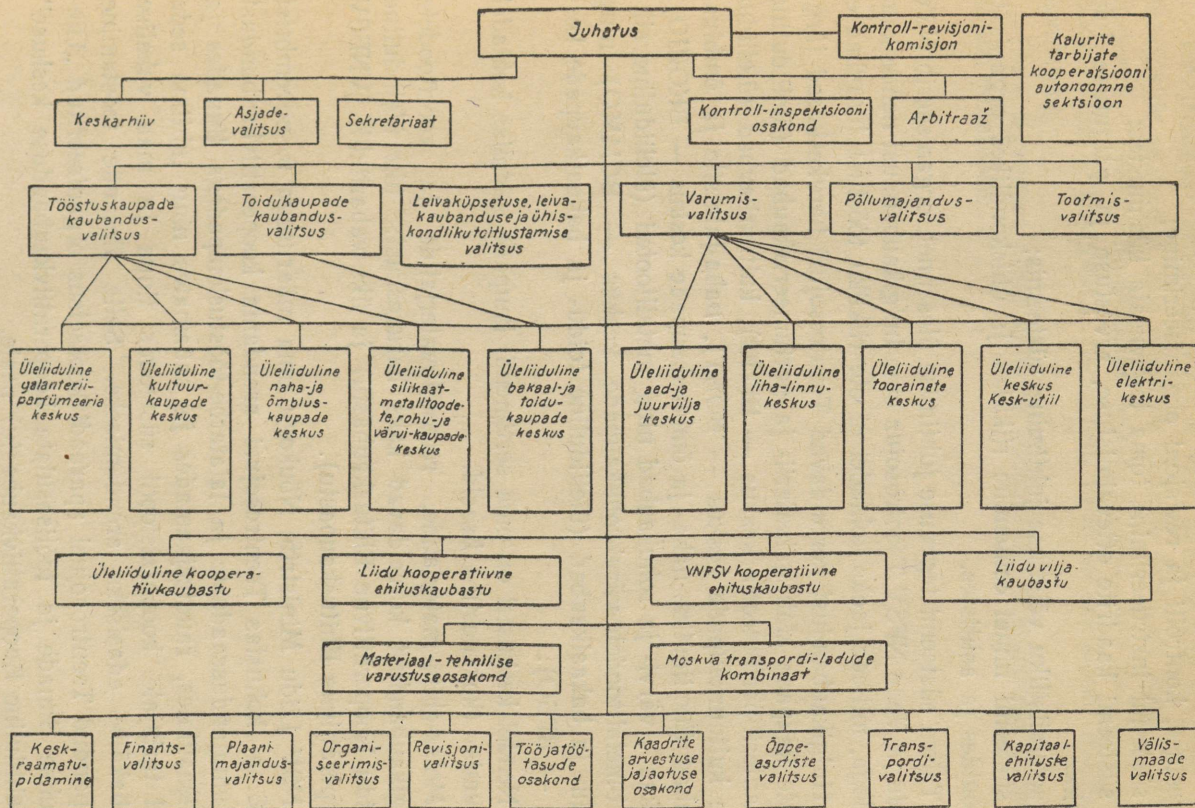 Juhatus
Kontroll-revisjoni-
komisjon
Kalurite
tarbijate
kooperatsiooni
autonoomne
sektsioon
Keskarhiiv
Asjade-
valitsus
Sekretariaat
Kontroll-inspektsiooni
osakond
Arbitraaž
Tööstuskaupade
kaubandus-
valitsus
Toidukaupade
kaubandus-
valitsus
Leivaküpsetuse, leiva-
kaubanduse ja ühis-
kondliku toitlustamise
valitsus
Varumis-
valitsus
Põllumajandus-
valitsus
Tootmis-
valitsus
Üleliiduline
galanterii-
parfümeeria
keskus
Üleliiduline
kultuur-
kaupade
keskus
Üleliiduline
naha-ja
õmblus-
kaupade
keskus
Üleliiduline
silikaat-
metalltoode-
te, rohu-ja
värvi-kaupade
keskus
Üleliiduline
bakaal-ja
toidu-
kaupade
keskus
Üleliiduline
aed-ja
juurvilja
keskus
Üleliiduline
liha-linnu-
keskus
Üleliiduline
toorainete
keskus
Üleliiduline
keskus
Kesk-utiil
Üleliiduline
elektri-
keskus
Üleliiduline koopera-
tiivkaubastu
Liidu kooperatiivne
ehituskaubastu
VNFSV kooperatiivne
ehituskaubastu
Liidu vilja-
kaubastu
Materiaal-tehnilise
varustuse osakond
Moskva transpordi-ladude
kombinaat
Kesk-
raamatu-
pidamine
Finants-
valitsus
Plaani-
majandus-
valitsus
Organi-
seerimis-
valitsus
Revisjoni-
valitsus
Töö ja töö-
tasude
osakond
Kaadrite
arvestuse
ja jaotuse
osakond
Õppe-
asutiste
valitsus
Trans-
pordi-
valitsus
Kapitaal-
ehituste
valitsus
Välis-
maade
valitsus